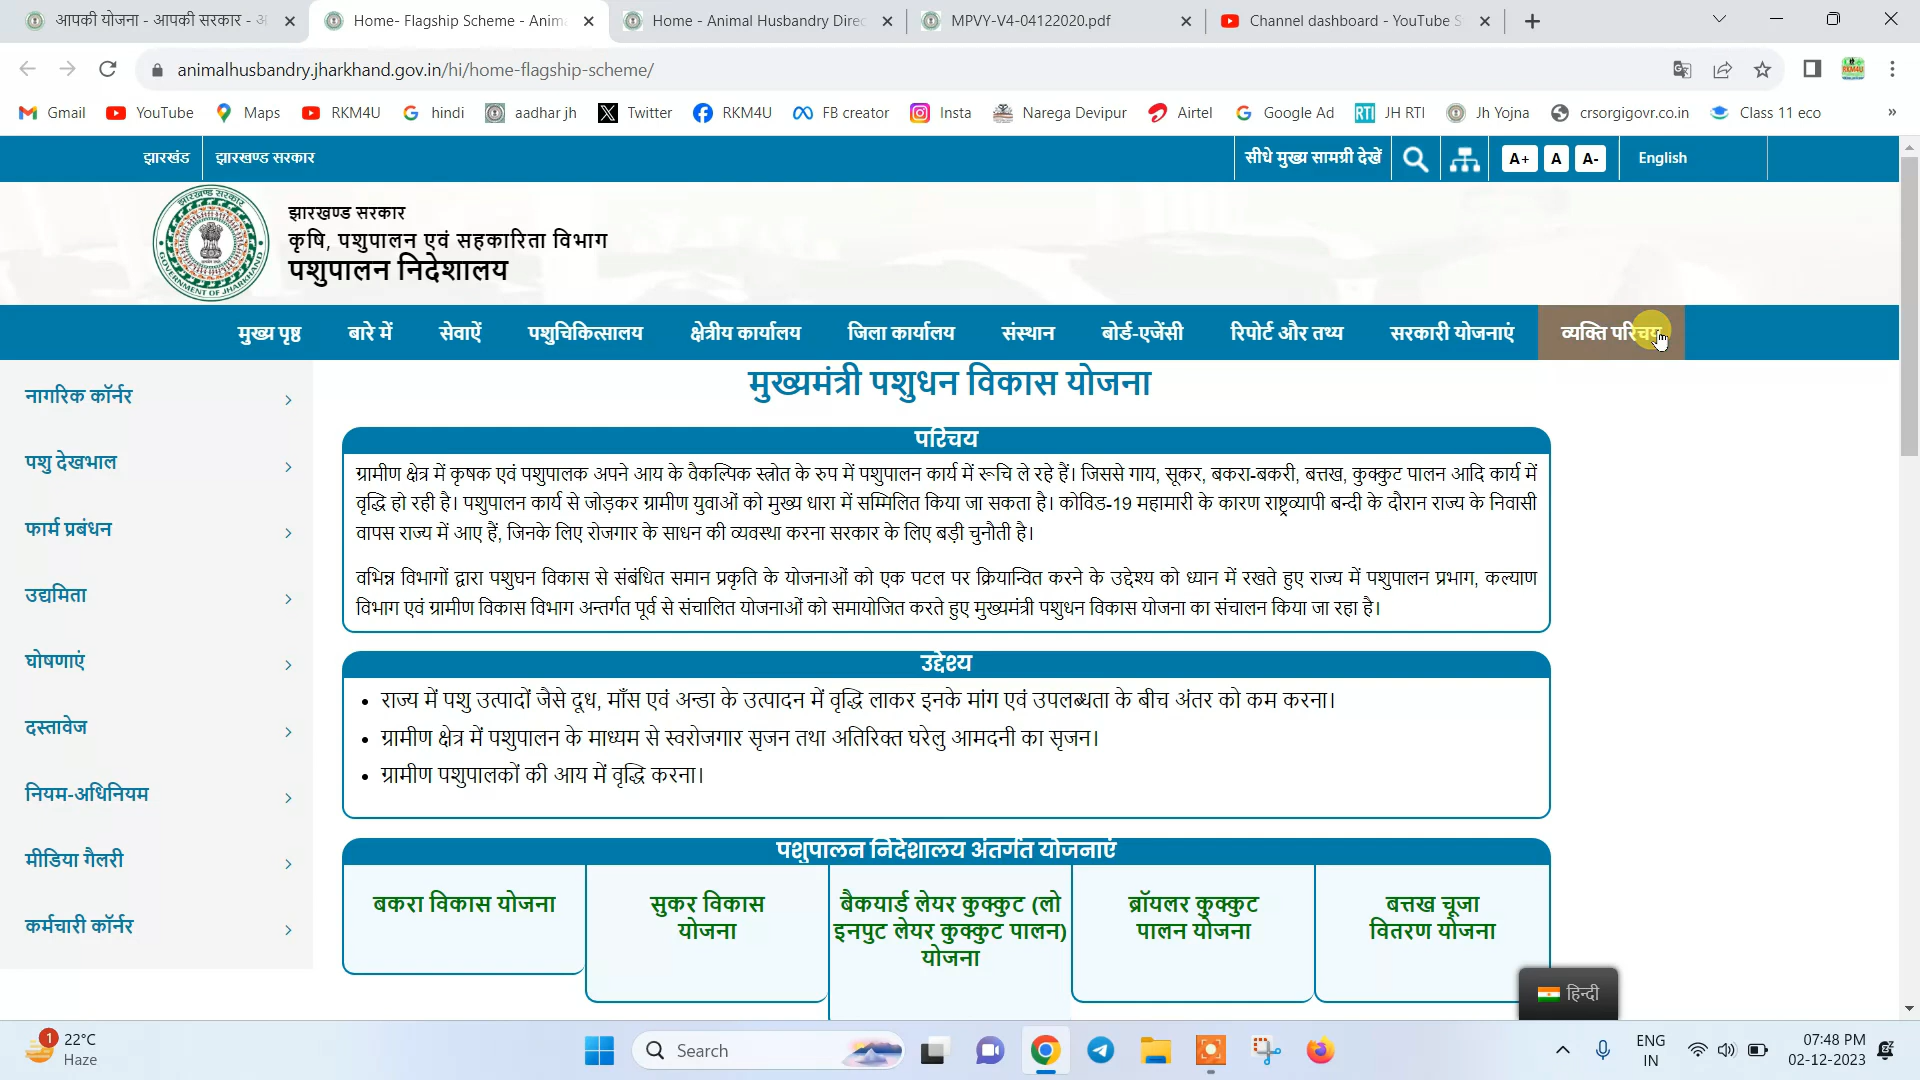 आपकी योजना - आपकी सरकार -
Home- Flagship Scheme - Anim
Home - Animal Husbandry Direc
MPVY-V4-04122020.pdf
Channel dashboard - YouTube S
animalhusbandry.jharkhand.gov.in/hi/home-flagship-scheme/
Gmail YouTube Maps RKM4U hindi aadhar jh Twitter RKM4U FB creator Insta Narega Devipur Airtel Google Ad JH RTI Jh Yojna crsorgigovr.co.in Class 11 eco »
झारखंड झारखण्ड सरकार सीधे मुख्य सामग्री देखें A+ A A- English
झारखण्ड सरकार
कृषि, पशुपालन एवं सहकारिता विभाग
पशुपालन निदेशालय
मुख्य पृष्ठ बारे में सेवाऐं पशुचिकित्सालय क्षेत्रीय कार्यालय जिला कार्यालय संस्थान बोर्ड-एजेंसी रिपोर्ट और तथ्य सरकारी योजनाएं व्यक्ति परिचय
नागरिक कॉर्नर
पशु देखभाल
फार्म प्रबंधन
उद्यमिता
घोषणाएं
दस्तावेज
नियम-अधिनियम
मीडिया गैलरी
कर्मचारी कॉर्नर
मुख्यमंत्री पशुधन विकास योजना
परिचय
ग्रामीण क्षेत्र में कृषक एवं पशुपालक अपने आय के वैकल्पिक स्त्रोत के रुप में पशुपालन कार्य में रूचि ले रहे हैं। जिससे गाय, सूकर, बकरा-बकरी, बत्तख, कुक्कुट पालन आदि कार्य में
वृद्धि हो रही है। पशुपालन कार्य से जोड़कर ग्रामीण युवाओं को मुख्य धारा में सम्मिलित किया जा सकता है। कोविड-19 महामारी के कारण राष्ट्रव्यापी बन्दी के दौरान राज्य के निवासी
वापस राज्य में आए हैं, जिनके लिए रोजगार के साधन की व्यवस्था करना सरकार के लिए बड़ी चुनौती है।
वभिन्न विभागों द्वारा पशुघन विकास से संबंधित समान प्रकृति के योजनाओं को एक पटल पर क्रियान्वित करने के उद्देश्य को ध्यान में रखते हुए राज्य में पशुपालन प्रभाग, कल्याण
विभाग एवं ग्रामीण विकास विभाग अन्तर्गत पूर्व से संचालित योजनाओं को समायोजित करते हुए मुख्यमंत्री पशुधन विकास योजना का संचालन किया जा रहा है।
उद्देश्य
• राज्य में पशु उत्पादों जैसे दूध, माँस एवं अन्डा के उत्पादन में वृद्धि लाकर इनके मांग एवं उपलब्धता के बीच अंतर को कम करना।
• ग्रामीण क्षेत्र में पशुपालन के माध्यम से स्वरोजगार सृजन तथा अतिरिक्त घरेलु आमदनी का सृजन।
• ग्रामीण पशुपालकों की आय में वृद्धि करना।
पशुपालन निदेशालय अंतर्गत योजनाएं
बकरा विकास योजना
सुकर विकास
योजना
बैकयार्ड लेयर कुक्कुट (लो
इनपुट लेयर कुक्कुट पालन)
योजना
ब्रॉयलर कुक्कुट
पालन योजना
बत्तख चूजा
वितरण योजना
हिन्दी
1 22°C
Haze
Search
ENG
IN
07:48 PM
02-12-2023